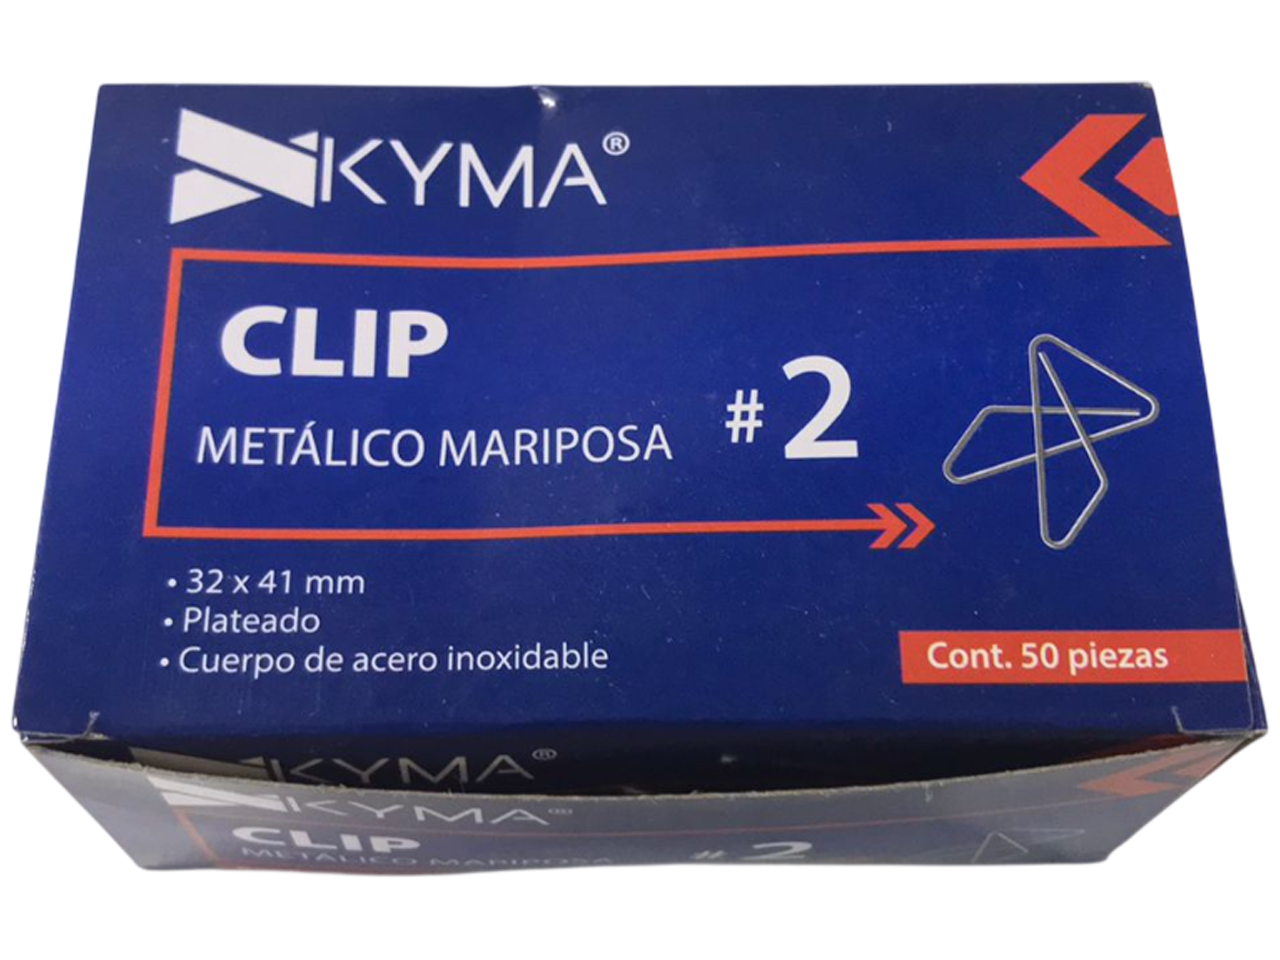 KYMA®
CLIP
METÁLICO MARIPOSA
#2
• 32 x 41 mm
• Plateado
• Cuerpo de acero inoxidable
Cont. 50 piezas
KYMA®
KYMA®
CLIP
METÁLICO MARIPOSA
#2